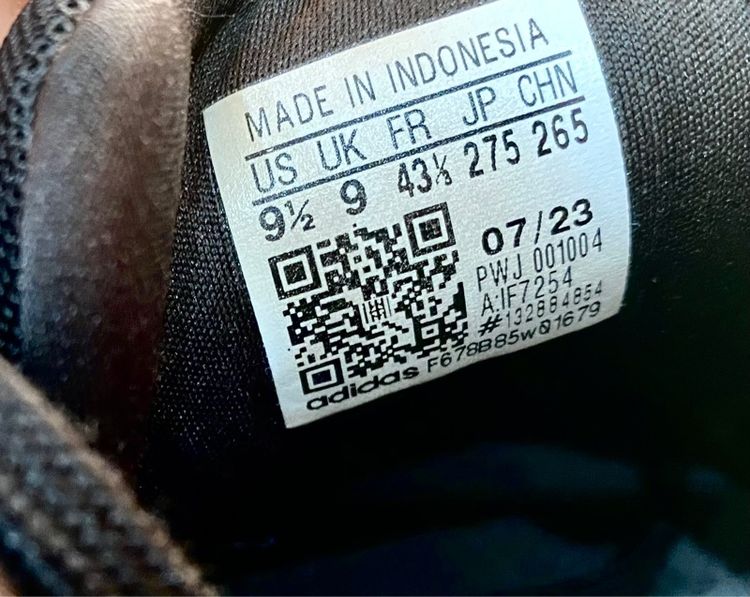 MADE IN INDONESIA
US UK FR JP CHN
9½ 9 43⅓ 275 265
07/23
PWJ 001004
A:IF7254
#132884854
adidas F678B85W01679